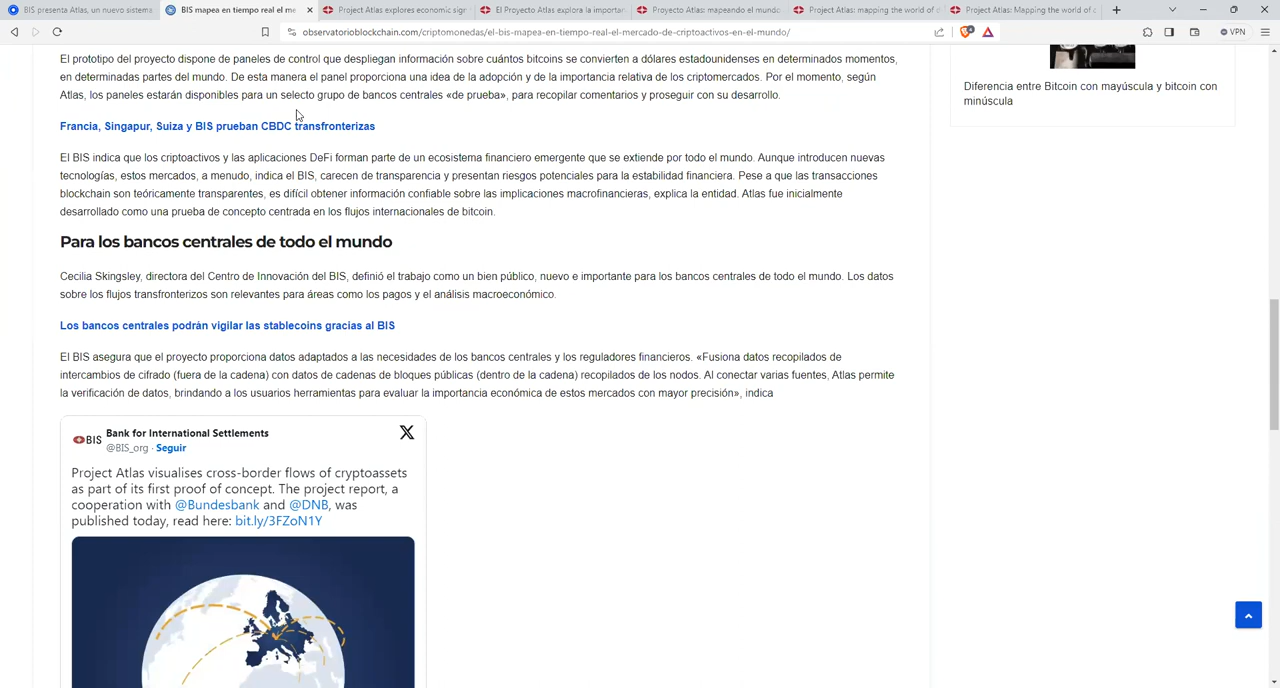 BIS presenta Atlas, un nuevo sistema
BIS mapea en tiempo real el me
Project Atlas explores economic sigr
El Proyecto Atlas explora la importan
Proyecto Atlas: mapeando el mundo
Project Atlas: mapping the world of d
Project Atlas: Mapping the world of d
observatorioblockchain.com/criptomonedas/el-bis-mapea-en-tiempo-real-el-mercado-de-criptoactivos-en-el-mundo/
VPN
El prototipo del proyecto dispone de paneles de control que detallan en información sobre cuántos bitcoins se convierten a dólares estadounidenses en determinados momentos,
en determinadas partes del mundo. De esta manera el panel proporciona una idea de la adopción y de la importancia relativa de los criptomercados. Por el momento, según
Atlas, los paneles estarán disponibles para un selecto grupo de bancos centrales «de prueba», para recopilar comentarios y proseguir con su desarrollo.
Francia, Singapur, Suiza y BIS prueban CBDC transfronterizas
El BIS indica que los criptoactivos y las aplicaciones DeFi forman parte de un ecosistema financiero emergente que se extiende por todo el mundo. Aunque introducen nuevas
tecnologías, estos mercados, a menudo, indica el BIS, carecen de transparencia y presentan riesgos potenciales para la estabilidad financiera. Pese a que las transacciones
blockchain son teóricamente transparentes, es difícil obtener información confiable sobre las implicaciones macrofinancieras, explica la entidad. Atlas fue inicialmente
desarrollado como una prueba de concepto centrada en los flujos internacionales de bitcoin.
Para los bancos centrales de todo el mundo
Cecilia Skingsley, directora del Centro de Innovación del BIS, definió el trabajo como un bien público, nuevo e importante para los bancos centrales de todo el mundo. Los datos
sobre los flujos transfronterizos son relevantes para áreas como los pagos y el análisis macroeconómico.
Los bancos centrales podrán vigilar las stablecoins gracias al BIS
El BIS asegura que el proyecto proporciona datos adaptados a las necesidades de los bancos centrales y los reguladores financieros. «Fusiona datos recopilados de
intercambios de cifrado (fuera de la cadena) con datos de cadenas de bloques públicas (dentro de la cadena) recopilados de los nodos. Al conectar varias fuentes, Atlas permite
la verificación de datos, brindando a los usuarios herramientas para evaluar la importancia económica de estos mercados con mayor precisión», indica
BIS
Bank for International Settlements
@BIS_org · Seguir
Project Atlas visualises cross-border flows of cryptoassets
as part of its first proof of concept. The project report, a
cooperation with @Bundesbank and @DNB, was
published today, read here: bit.ly/3FZoN1Y
Diferencia entre Bitcoin con mayúscula y bitcoin con
minúscula